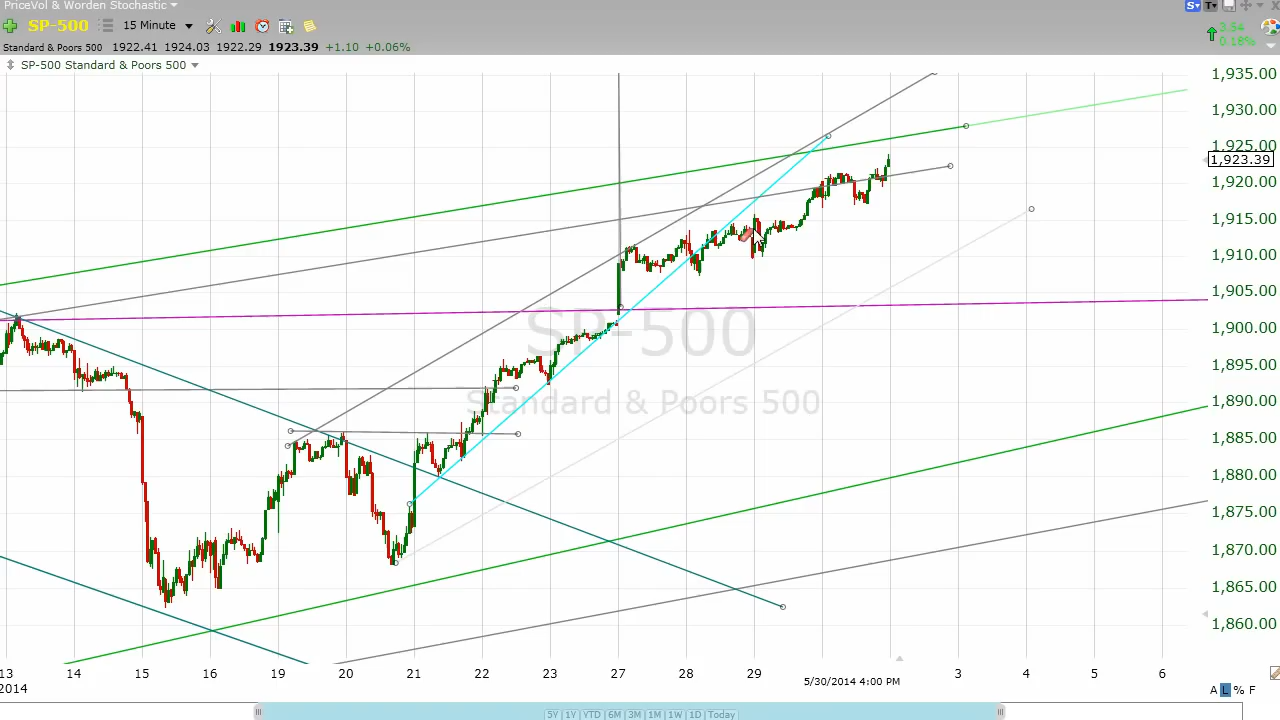 PriceVol & Worden Stochastic
S T
SP-500 15 Minute
3.54
0.18%
Standard & Poors 500 1922.41 1924.03 1922.29 1923.39 +1.10 +0.06%
SP-500 Standard & Poors 500
1,935.00
1,930.00
1,925.00
1,923.39
1,920.00
1,915.00
1,910.00
1,905.00
1,900.00
1,895.00
1,890.00
1,885.00
1,880.00
1,875.00
1,870.00
1,865.00
1,860.00
SP-500
Standard & Poors 500
13 14 15 19 20 21 22 23 27 28 29 5/30/2014 4:00 PM 3 4 5 6
2014
A L % F
5Y 1Y YTD 6M 3M 1M 1W 1D Today